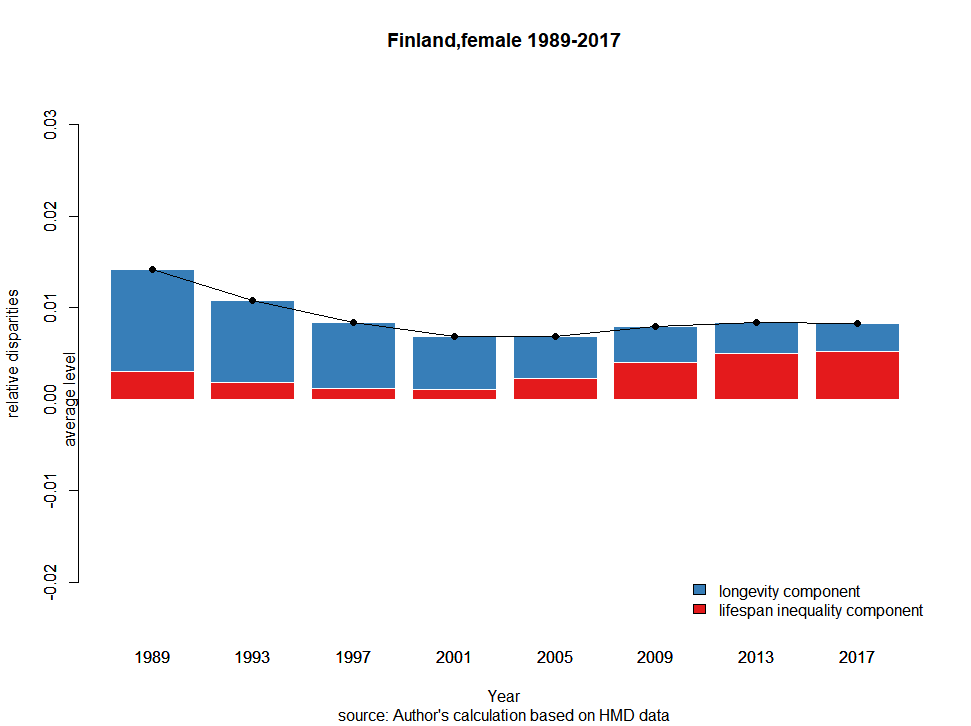 Finland,female 1989-2017
relative disparities
average level
0.03
0.02
0.01
0.00
-0.01
-0.02
longevity component
lifespan inequality component
1989 1993 1997 2001 2005 2009 2013 2017
Year
source: Author's calculation based on HMD data